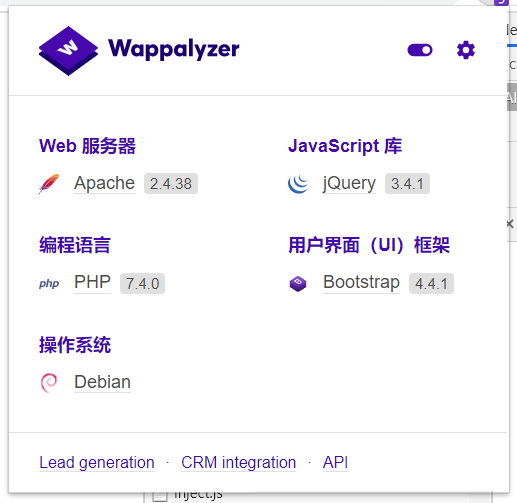 Wappalyzer
Web 服务器
Apache 2.4.38
JavaScript 库
jQuery 3.4.1
编程语言
php PHP 7.4.0
用户界面（UI）框架
Bootstrap 4.4.1
操作系统
Debian
Lead generation · CRM integration · API
inject.js